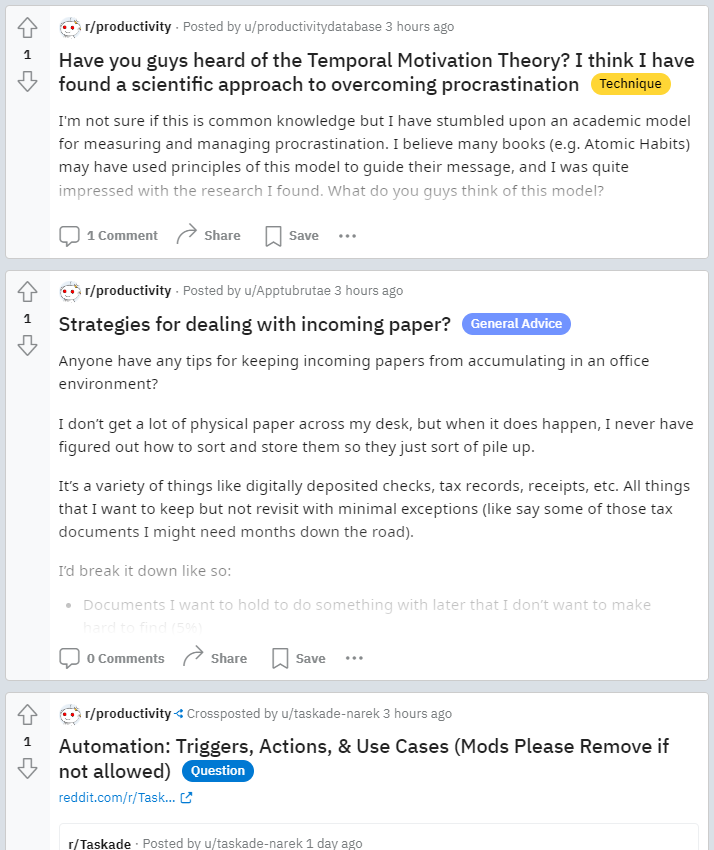 r/productivity · Posted by u/productivitydatabase 3 hours ago
1
Have you guys heard of the Temporal Motivation Theory? I think I have
found a scientific approach to overcoming procrastination Technique
I'm not sure if this is common knowledge but I have stumbled upon an academic model
for measuring and managing procrastination. I believe many books (e.g. Atomic Habits)
may have used principles of this model to guide their message, and I was quite
impressed with the research I found. What do you guys think of this model?
1 Comment Share Save
r/productivity · Posted by u/Apptubrutae 3 hours ago
1
Strategies for dealing with incoming paper? General Advice
Anyone have any tips for keeping incoming papers from accumulating in an office
environment?
I don’t get a lot of physical paper across my desk, but when it does happen, I never have
figured out how to sort and store them so they just sort of pile up.
It’s a variety of things like digitally deposited checks, tax records, receipts, etc. All things
that I want to keep but not revisit with minimal exceptions (like say some of those tax
documents I might need months down the road).
I’d break it down like so:
• Documents I want to hold to do something with later that I don’t want to make
hard to find (5%)
0 Comments Share Save
r/productivity Crossposted by u/taskade-narek 3 hours ago
1
Automation: Triggers, Actions, & Use Cases (Mods Please Remove if
not allowed) Question
reddit.com/r/Task...
r/Taskade · Posted by u/taskade-narek 1 day ago